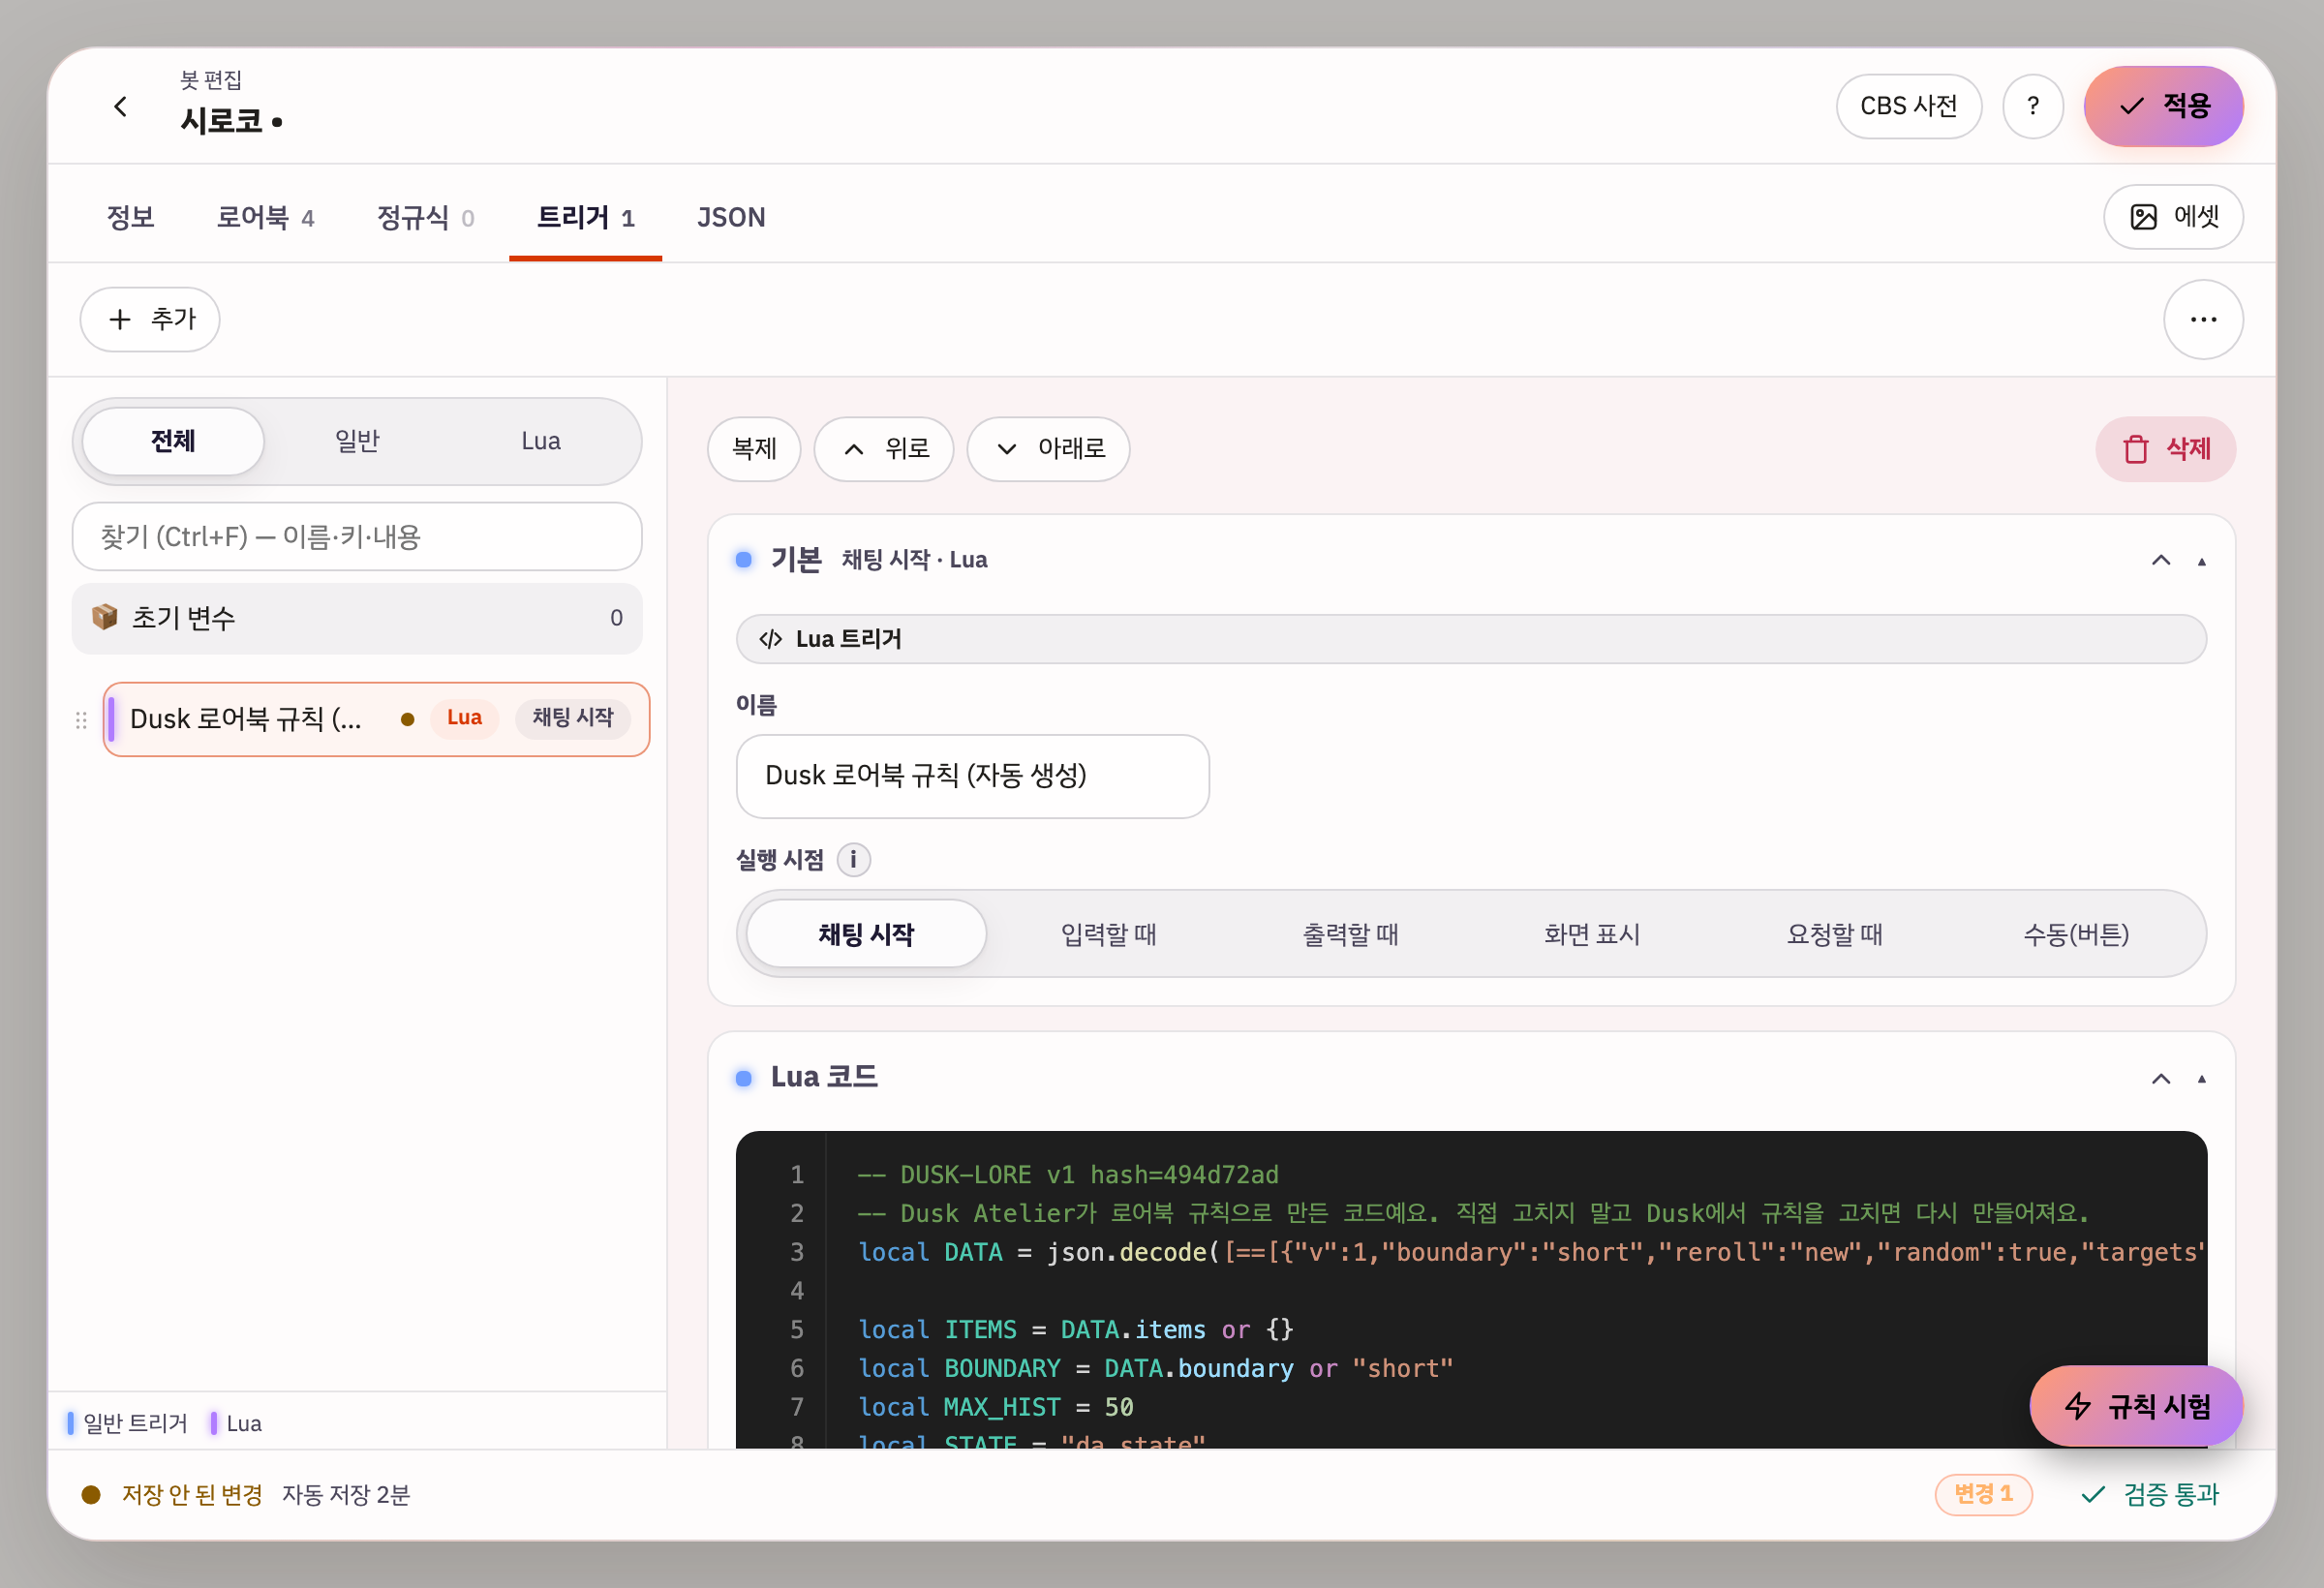 봇 편집
시로코 •
CBS 사전
?
적용
정보
로어북 4
정규식 0
트리거 1
JSON
에셋
추가
전체
일반
Lua
찾기 (Ctrl+F) — 이름·키·내용
초기 변수 0
Dusk 로어북 규칙 (... Lua 채팅 시작
일반 트리거 Lua
복제
위로
아래로
삭제
기본 채팅 시작 · Lua
</> Lua 트리거
이름
Dusk 로어북 규칙 (자동 생성)
실행 시점 i
채팅 시작
입력할 때
출력할 때
화면 표시
요청할 때
수동(버튼)
Lua 코드
1 -- DUSK-LORE v1 hash=494d72ad
2 -- Dusk Atelier가 로어북 규칙으로 만든 코드예요. 직접 고치지 말고 Dusk에서 규칙을 고치면 다시 만들어져요.
3 local DATA = json.decode([==[{"v":1,"boundary":"short","reroll":"new","random":true,"targets"
4
5 local ITEMS = DATA.items or {}
6 local BOUNDARY = DATA.boundary or "short"
7 local MAX_HIST = 50
8 local STATE = "da_state"
규칙 시험
저장 안 된 변경 자동 저장 2분
변경 1
검증 통과